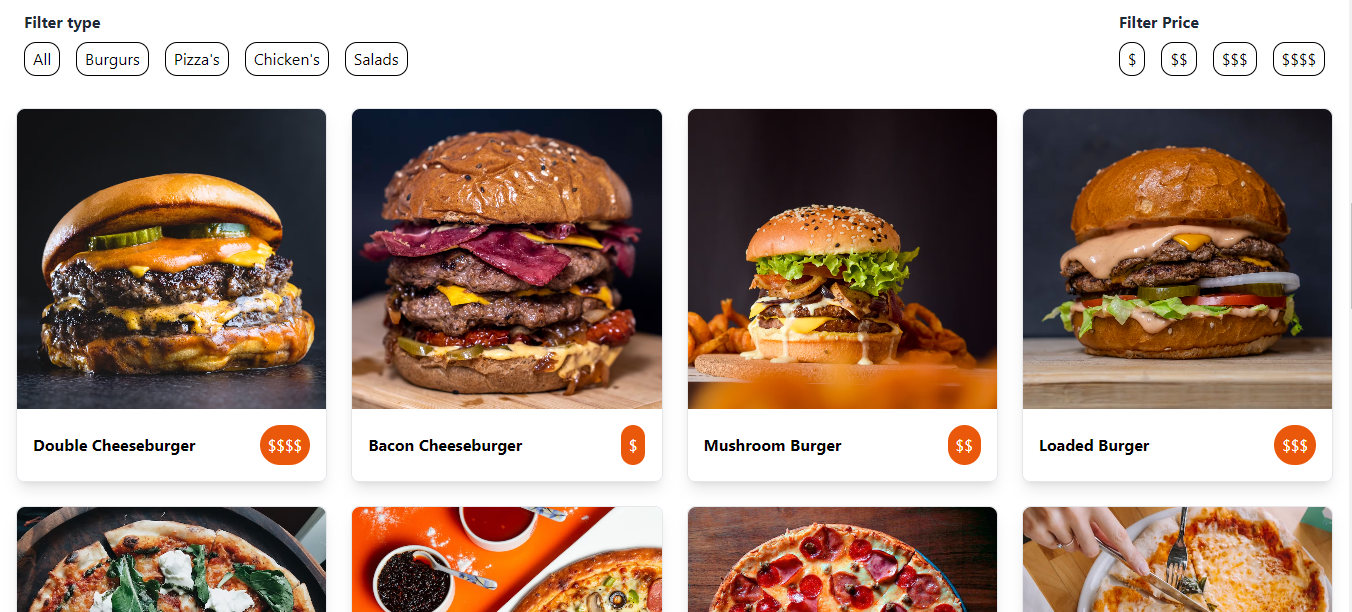 Filter type
Filter Price
All Burgurs Pizza's Chicken's Salads
$ $$ $$$ $$$$
Double Cheeseburger $$$$
Bacon Cheeseburger $
Mushroom Burger $$
Loaded Burger $$$